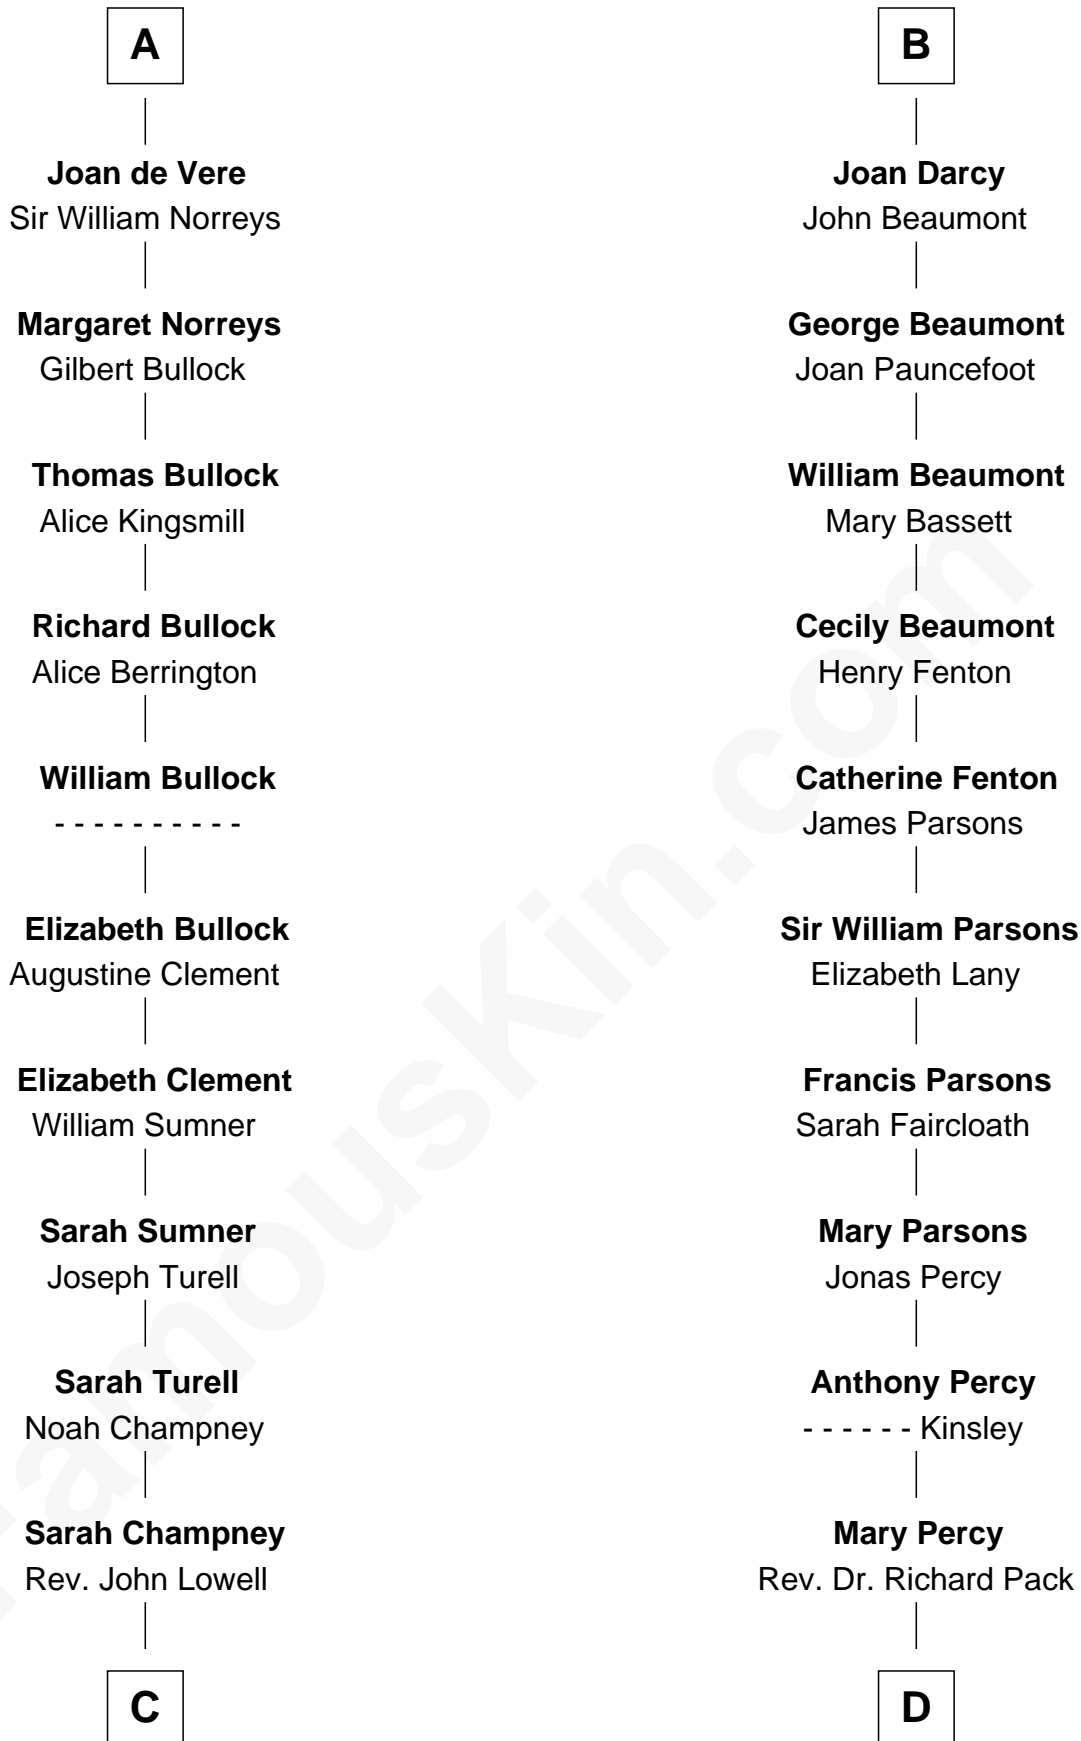 A
Joan de Vere
Sir William Norreys
Margaret Norreys
Gilbert Bullock
Thomas Bullock
Alice Kingsmill
Richard Bullock
Alice Berrington
William Bullock
- - - - - - - - - -
Elizabeth Bullock
Augustine Clement
Elizabeth Clement
William Sumner
Sarah Sumner
Joseph Turell
Sarah Turell
Noah Champney
Sarah Champney
Rev. John Lowell
C
B
Joan Darcy
John Beaumont
George Beaumont
Joan Pauncefoot
William Beaumont
Mary Bassett
Cecily Beaumont
Henry Fenton
Catherine Fenton
James Parsons
Sir William Parsons
Elizabeth Lany
Francis Parsons
Sarah Faircloath
Mary Parsons
Jonas Percy
Anthony Percy
- - - - - - Kinsley
Mary Percy
Rev. Dr. Richard Pack
D
FamousKin.com